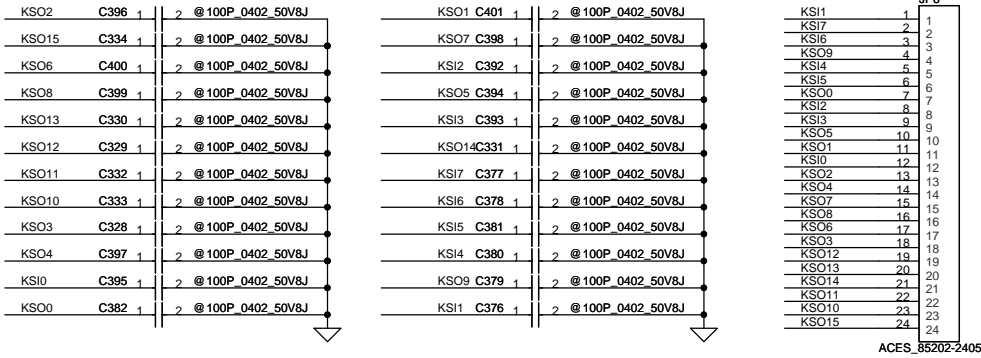 KSO2 C396 1 2 @100P_0402_50V8J
KSO15 C334 1 2 @100P_0402_50V8J
KSO6 C400 1 2 @100P_0402_50V8J
KSO8 C399 1 2 @100P_0402_50V8J
KSO13 C330 1 2 @100P_0402_50V8J
KSO12 C329 1 2 @100P_0402_50V8J
KSO11 C332 1 2 @100P_0402_50V8J
KSO10 C333 1 2 @100P_0402_50V8J
KSO3 C328 1 2 @100P_0402_50V8J
KSO4 C397 1 2 @100P_0402_50V8J
KSI0 C395 1 2 @100P_0402_50V8J
KSO0 C382 1 2 @100P_0402_50V8J
KSO1 C401 1 2 @100P_0402_50V8J
KSO7 C398 1 2 @100P_0402_50V8J
KSI2 C392 1 2 @100P_0402_50V8J
KSO5 C394 1 2 @100P_0402_50V8J
KSI3 C393 1 2 @100P_0402_50V8J
KSO14 C331 1 2 @100P_0402_50V8J
KSI7 C377 1 2 @100P_0402_50V8J
KSI6 C378 1 2 @100P_0402_50V8J
KSI5 C381 1 2 @100P_0402_50V8J
KSI4 C380 1 2 @100P_0402_50V8J
KSO9 C379 1 2 @100P_0402_50V8J
KSI1 C376 1 2 @100P_0402_50V8J
KSI1 1 1
KSI7 2 2
KSI6 3 3
KSO9 4 4
KSI4 5 5
KSI5 6 6
KSO0 7 7
KSI2 8 8
KSI3 9 9
KSO5 10 10
KSO1 11 11
KSI0 12 12
KSO2 13 13
KSO4 14 14
KSO7 15 15
KSO8 16 16
KSO6 17 17
KSO3 18 18
KSO12 19 19
KSO13 20 20
KSO14 21 21
KSO11 22 22
KSO10 23 23
KSO15 24 24
ACES_85202-2405